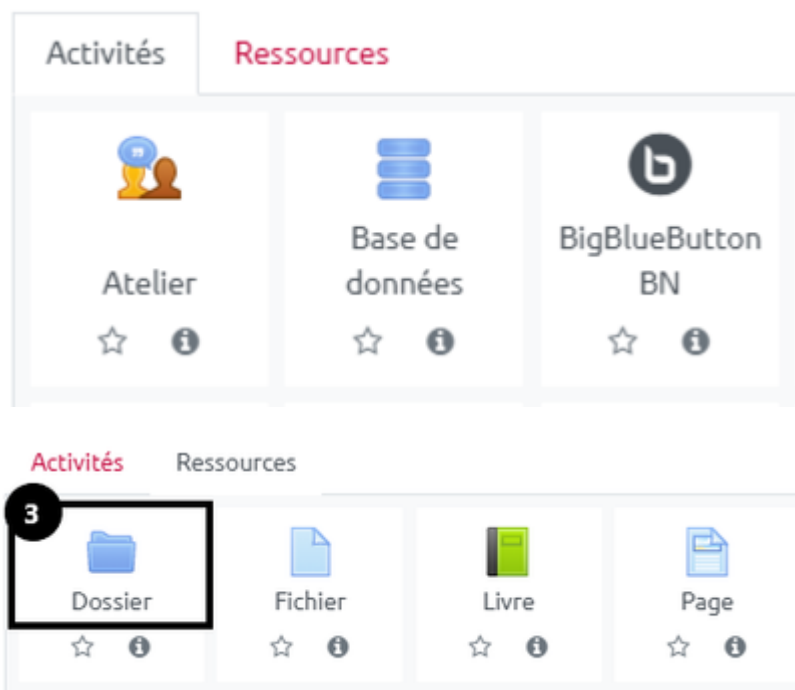 Activités Ressources
Base de BigBlueButton
Atelier données BN
Activités Ressources
3
Dossier Fichier Livre Page